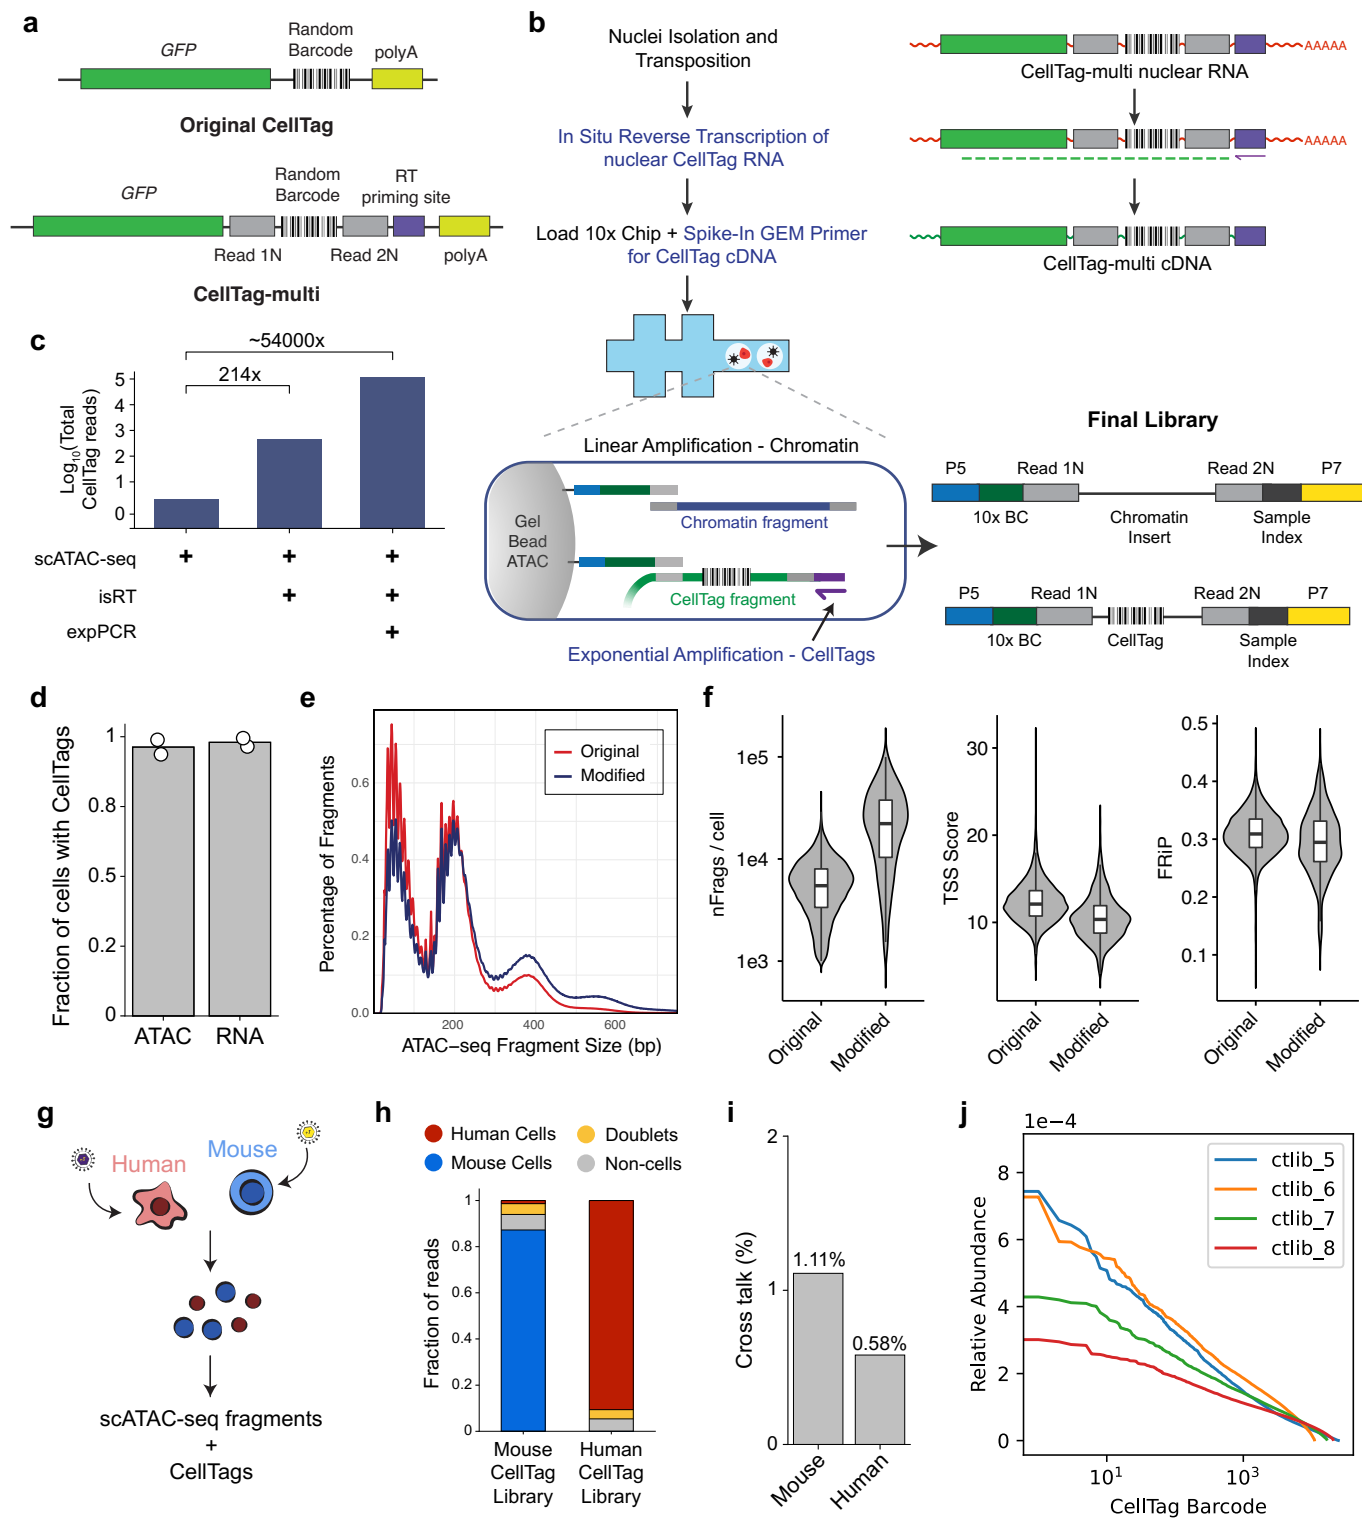 a
GFP
Random
Barcode
polyA
Original CellTag
GFP
Random
Barcode
RT
priming site
Read 1N
Read 2N
polyA
CellTag-multi
b
Nuclei Isolation and
Transposition
In Situ Reverse Transcription of
nuclear CellTag RNA
Load 10x Chip + Spike-In GEM Primer
for CellTag cDNA
AAAAA
CellTag-multi nuclear RNA
AAAAA
CellTag-multi cDNA
Linear Amplification - Chromatin
Gel
Bead
ATAC
Chromatin fragment
CellTag fragment
Exponential Amplification - CellTags
Final Library
P5
Read 1N
Read 2N
P7
10x BC
Chromatin
Insert
Sample
Index
P5
Read 1N
Read 2N
P7
10x BC
CellTag
Sample
Index
c
~54000x
214x
Log10(Total
CellTag reads)
5
4
3
2
1
0
scATAC-seq
+
+
+
isRT
+
+
expPCR
+
d
Fraction of cells with CellTags
1
0.8
0.5
0.2
0
ATAC
RNA
e
Percentage of Fragments
0.6
0.4
0.2
0.0
Original
Modified
200
400
600
ATAC–seq Fragment Size (bp)
f
nFrags / cell
1e5
1e4
1e3
Original
Modified
TSS Score
30
20
10
Original
Modified
FRiP
0.5
0.4
0.3
0.2
0.1
Original
Modified
g
Human
Mouse
scATAC-seq fragments
+
CellTags
h
Human Cells
Mouse Cells
Doublets
Non-cells
Fraction of reads
1
0.8
0.6
0.4
0.2
0
Mouse
CellTag
Library
Human
CellTag
Library
i
Cross talk (%)
2
1
0
1.11%
0.58%
Mouse
Human
j
1e−4
Relative Abundance
8
6
4
2
0
ctlib_5
ctlib_6
ctlib_7
ctlib_8
10¹
10³
CellTag Barcode